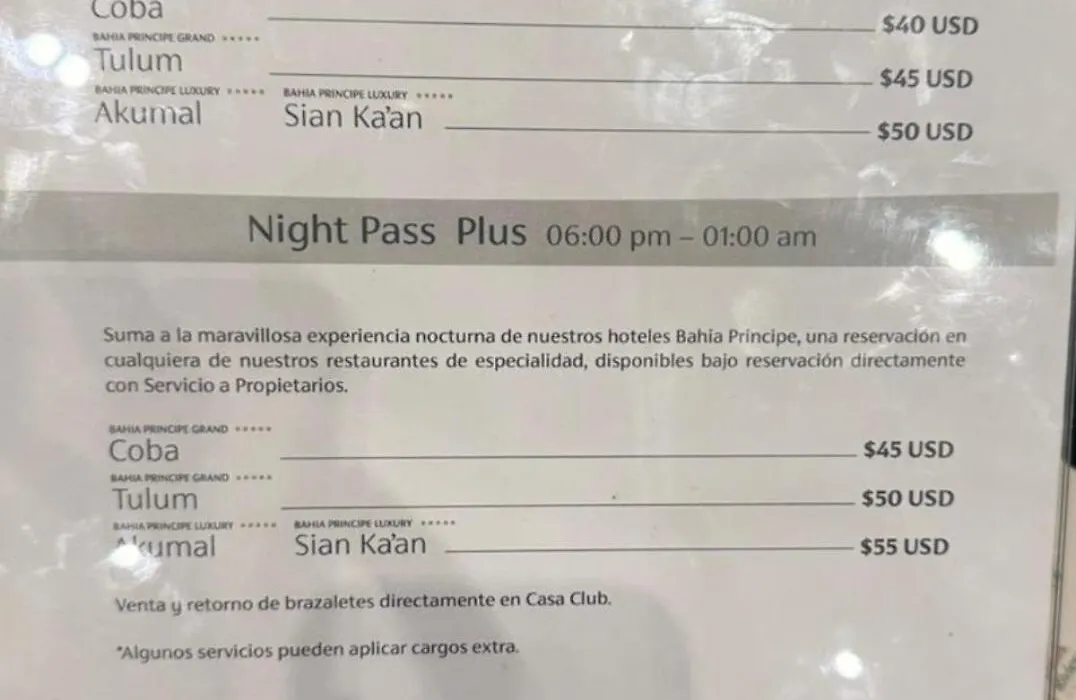 Coba $40 USD
BAHIA PRINCIPE GRAND *****
Tulum $45 USD
BAHIA PRINCIPE LUXURY ***** BAHIA PRINCIPE LUXURY *****
Akumal Sian Ka'an $50 USD
Night Pass Plus 06:00 pm – 01:00 am
Suma a la maravillosa experiencia nocturna de nuestros hoteles Bahia Principe, una reservación en
cualquiera de nuestros restaurantes de especialidad, disponibles bajo reservación directamente
con Servicio a Propietarios.
BAHIA PRINCIPE GRAND *****
Coba $45 USD
BAHIA PRINCIPE GRAND *****
Tulum $50 USD
BAHIA PRINCIPE LUXURY ***** BAHIA PRINCIPE LUXURY *****
Akumal Sian Ka'an $55 USD
Venta y retorno de brazaletes directamente en Casa Club.
*Algunos servicios pueden aplicar cargos extra.